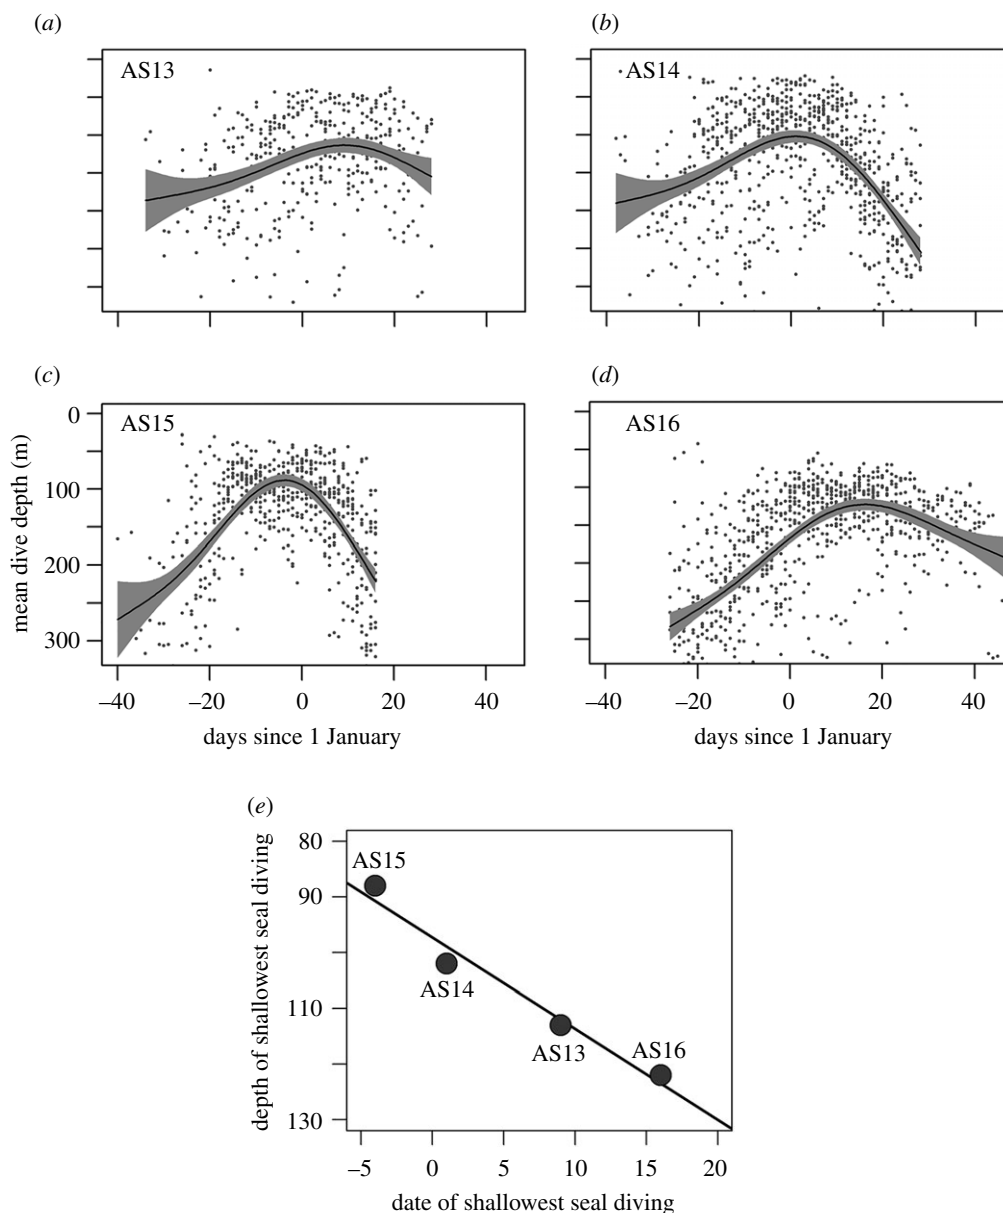 (a)
(b)
AS13
AS14
–40
(c)
(d)
AS15
AS16
mean dive depth (m)
0
100
200
300
–40 –20 0 20 40
–40 –20 0 20 40
days since 1 January
days since 1 January
(e)
depth of shallowest seal diving
80
90
110
130
AS15
AS14
AS13
AS16
–5 0 5 10 15 20
date of shallowest seal diving